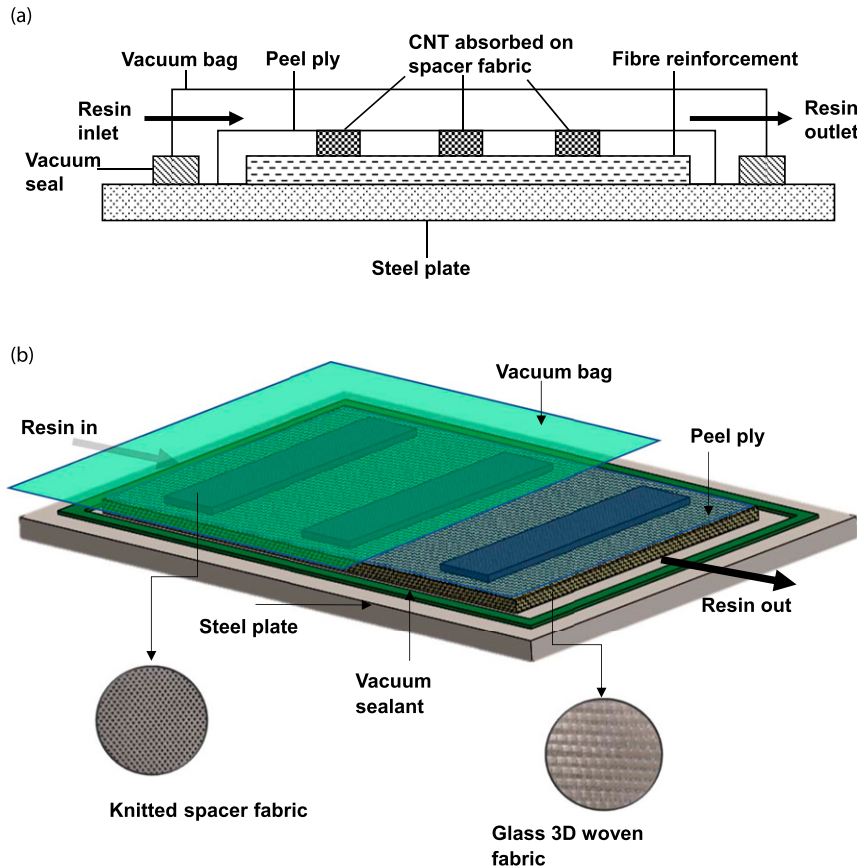 (a)
CNT absorbed on
spacer fabric
Vacuum bag
Peel ply
Fibre reinforcement
Resin
inlet
Resin
outlet
Vacuum
seal
Steel plate
(b)
Vacuum bag
Resin in
Peel ply
Resin out
Steel plate
Vacuum
sealant
Knitted spacer fabric
Glass 3D woven
fabric